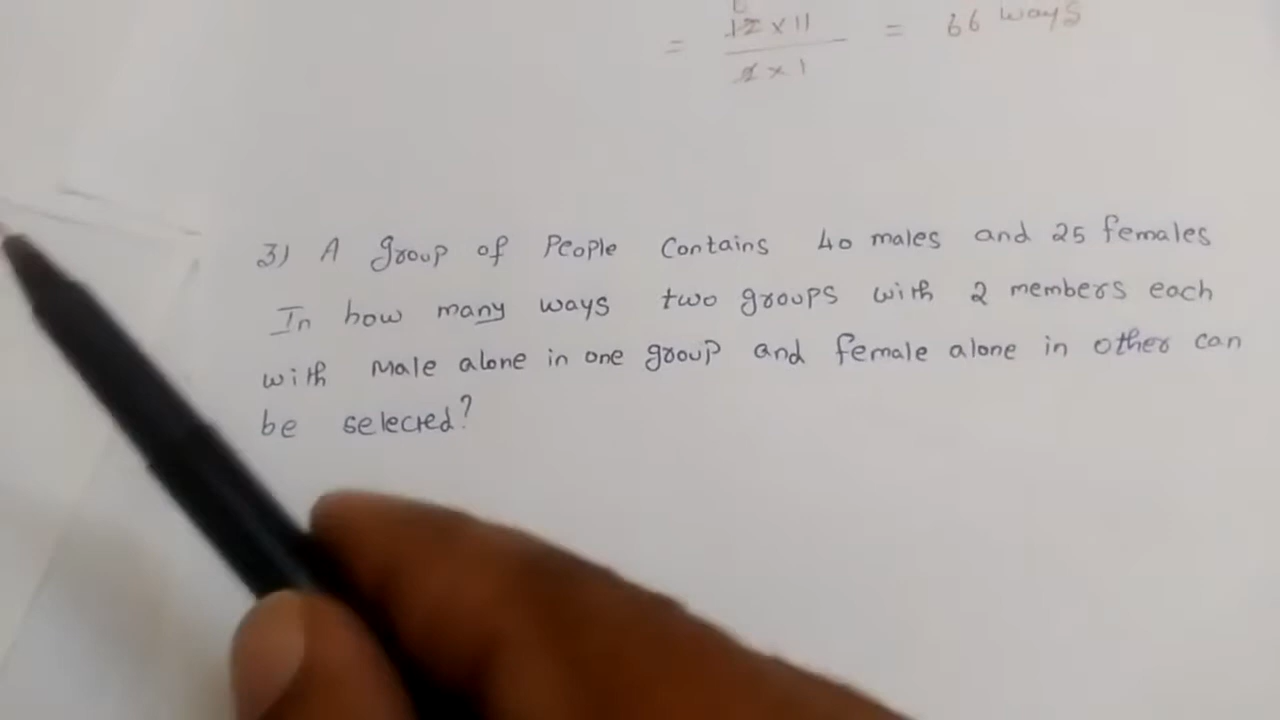 12 x 11
= = 66 ways
2 x 1
3) A group of People Contains 40 males and 25 females
In how many ways two groups with 2 members each
with Male alone in one group and female alone in other can
be selected?